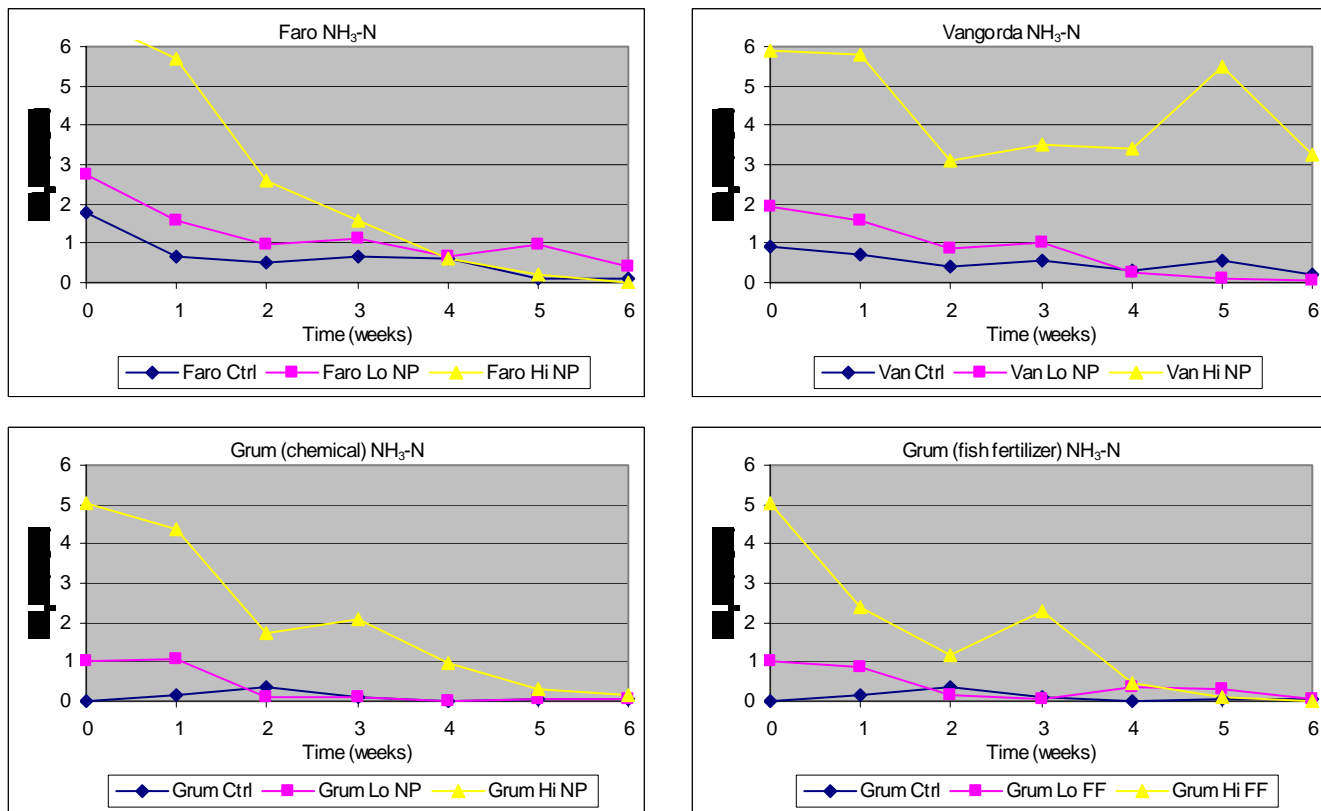 Faro NH₃-N
6
5
4
3
2
1
0
0 1 2 3 4 5 6
Time (weeks)
Faro Ctrl Faro Lo NP Faro Hi NP
Vangorda NH₃-N
6
5
4
3
2
1
0
0 1 2 3 4 5 6
Time (weeks)
Van Ctrl Van Lo NP Van Hi NP
Grum (chemical) NH₃-N
6
5
4
3
2
1
0
0 1 2 3 4 5 6
Time (weeks)
Grum Ctrl Grum Lo NP Grum Hi NP
Grum (fish fertilizer) NH₃-N
6
5
4
3
2
1
0
0 1 2 3 4 5 6
Time (weeks)
Grum Ctrl Grum Lo FF Grum Hi FF